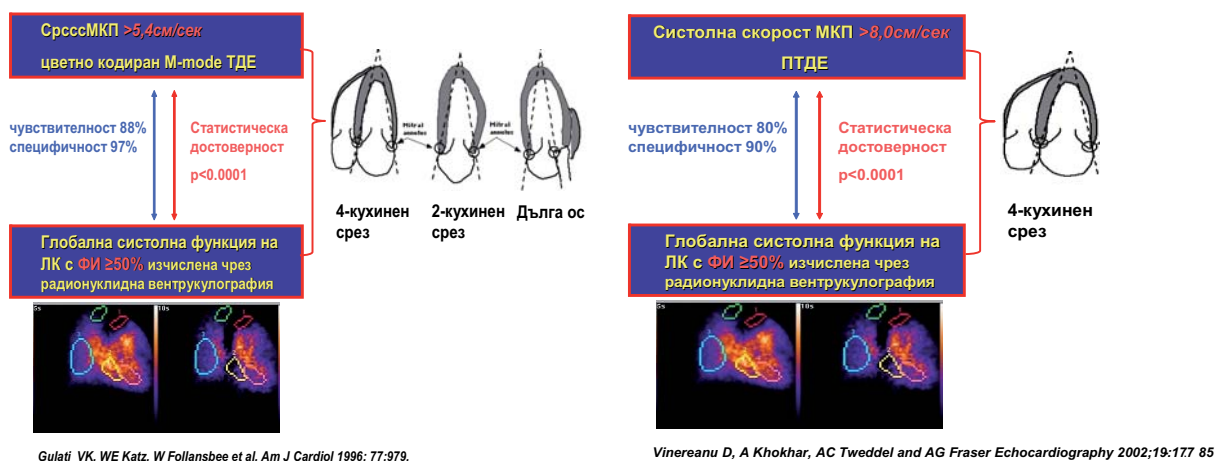 СрсссМКП >5,4см/сек
цветно кодиран M-mode ТДЕ
чувствителност 88%
специфичност 97%
Статистическа
достоверност
p<0.0001
Mitral
annulus
Mitral
annulus
4-кухинен
срез
2-кухинен
срез
Дълга ос
Глобална систолна функция на
ЛК с ФИ ≥50% изчислена чрез
радионуклидна вентрукулография
10s
Gulati VK, WE Katz, W Follansbee et al. Am J Cardiol 1996; 77:979.
Систолна скорост МКП >8,0см/сек
ПТДЕ
чувствителност 80%
специфичност 90%
Статистическа
достоверност
p<0.0001
4-кухинен
срез
Глобална систолна функция на
ЛК с ФИ ≥50% изчислена чрез
радионуклидна вентрукулография
10s
Vinereanu D, A Khokhar, AC Tweddel and AG Fraser Echocardiography 2002;19:177 85